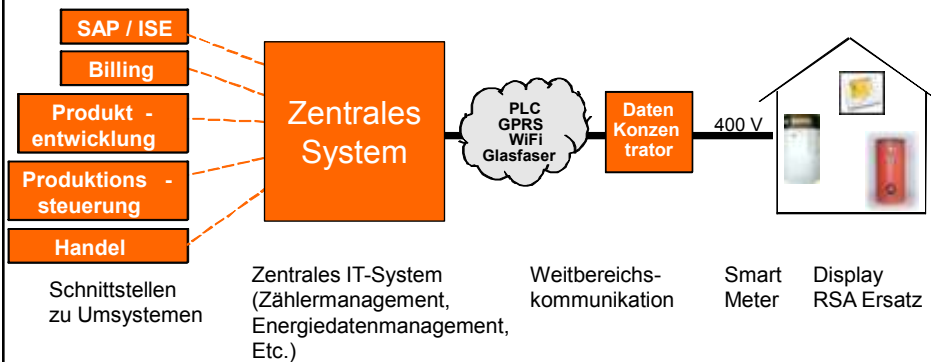 SAP / ISE
Billing
Produkt -
entwicklung
Produktions -
steuerung
Handel
Zentrales
System
PLC
GPRS
WiFi
Glasfaser
Daten
Konzen
trator
400 V
Schnittstellen
zu Umsystemen
Zentrales IT-System
(Zählermanagement,
Energiedatenmanagement,
Etc.)
Weitbereichs-
kommunikation
Smart
Meter
Display
RSA Ersatz